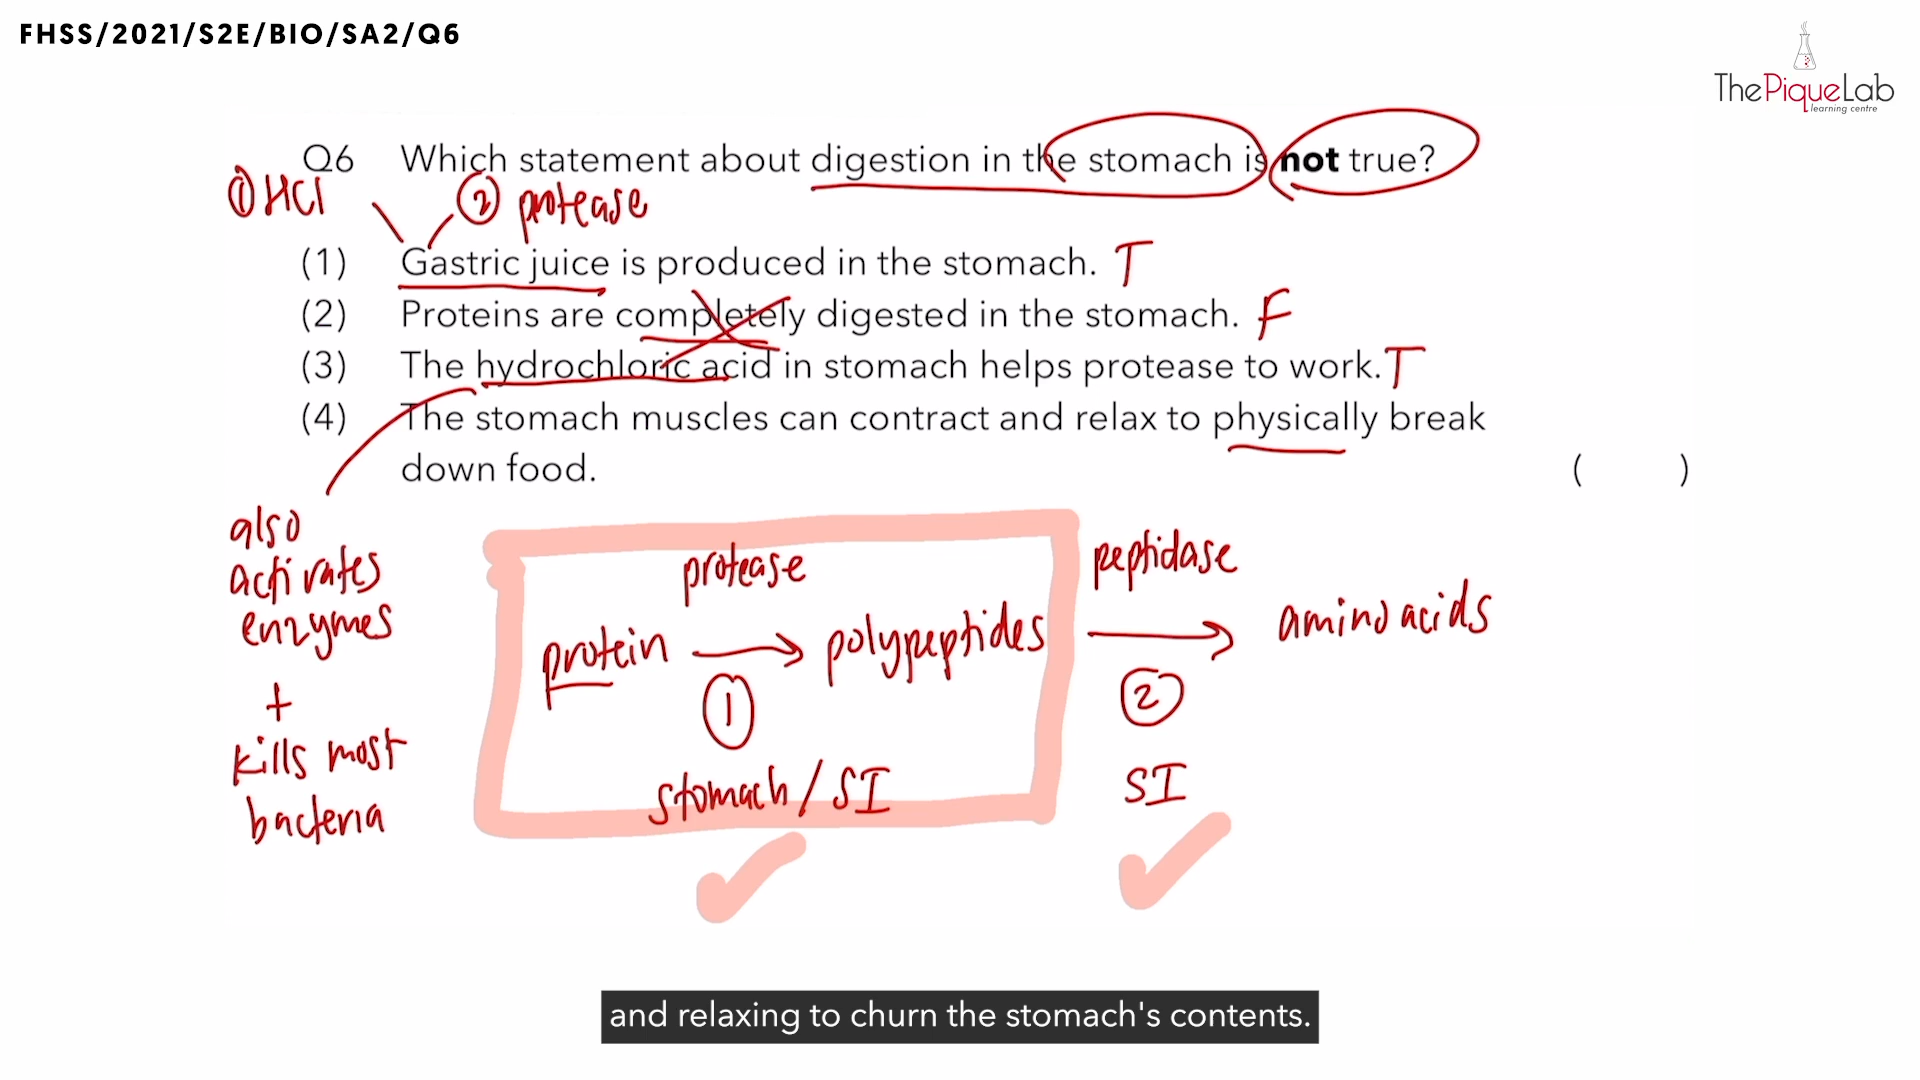 FHSS/2021/S2E/BIO/SA2/Q6
ThePiqueLab
learning centre
Q6 Which statement about digestion in the stomach is not true?
① HCl
② protease
(1) Gastric juice is produced in the stomach. T
(2) Proteins are completely digested in the stomach. F
(3) The hydrochloric acid in stomach helps protease to work. T
(4) The stomach muscles can contract and relax to physically break
down food. ( )
also
activates
enzymes
+
kills most
bacteria
protease
protein → polypeptides
①
stomach / SI
peptidase
→ amino acids
②
SI
and relaxing to churn the stomach's contents.